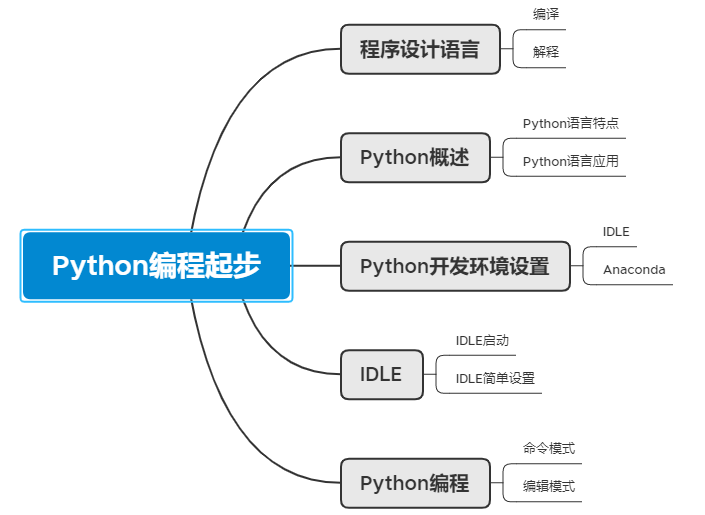 Python编程起步
程序设计语言
编译
解释
Python概述
Python语言特点
Python语言应用
Python开发环境设置
IDLE
Anaconda
IDLE
IDLE启动
IDLE简单设置
Python编程
命令模式
编辑模式